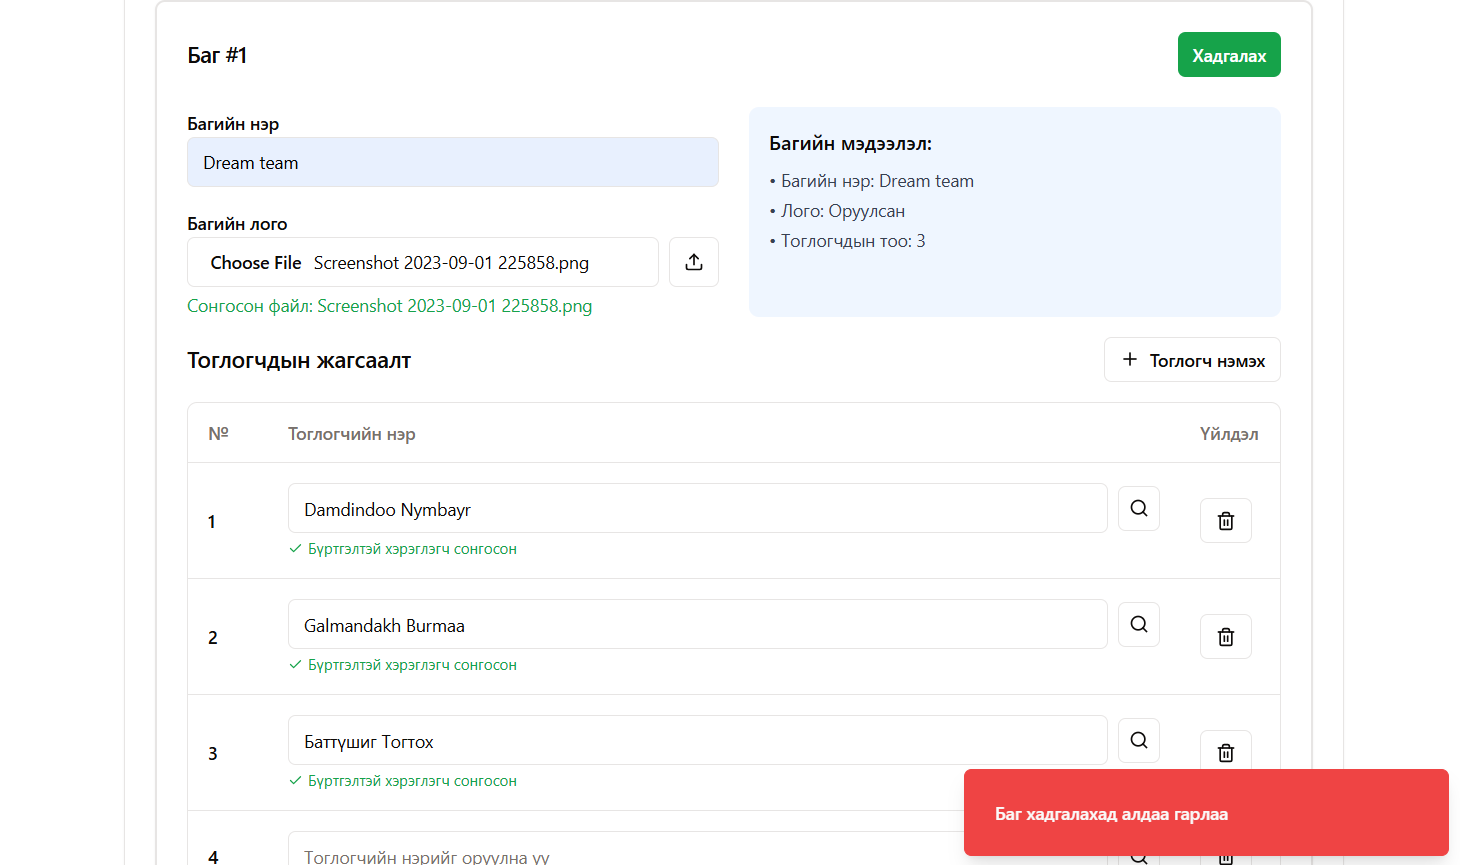 Баг #1
Хадгалах
Багийн нэр
Dream team
Багийн мэдээлэл:
• Багийн нэр: Dream team
• Лого: Оруулсан
• Тоглогчдын тоо: 3
Багийн лого
Choose File Screenshot 2023-09-01 225858.png
Сонгосон файл: Screenshot 2023-09-01 225858.png
Тоглогчдын жагсаалт
Тоглогч нэмэх
№ Тоглогчийн нэр Үйлдэл
1 Damdindoo Nymbayr
Бүртгэлтэй хэрэглэгч сонгосон
2 Galmandakh Burmaa
Бүртгэлтэй хэрэглэгч сонгосон
3 Баттүшиг Тогтох
Бүртгэлтэй хэрэглэгч сонгосон
Баг хадгалахад алдаа гарлаа
4 Тоглогчийн нэрийг оруулна уу